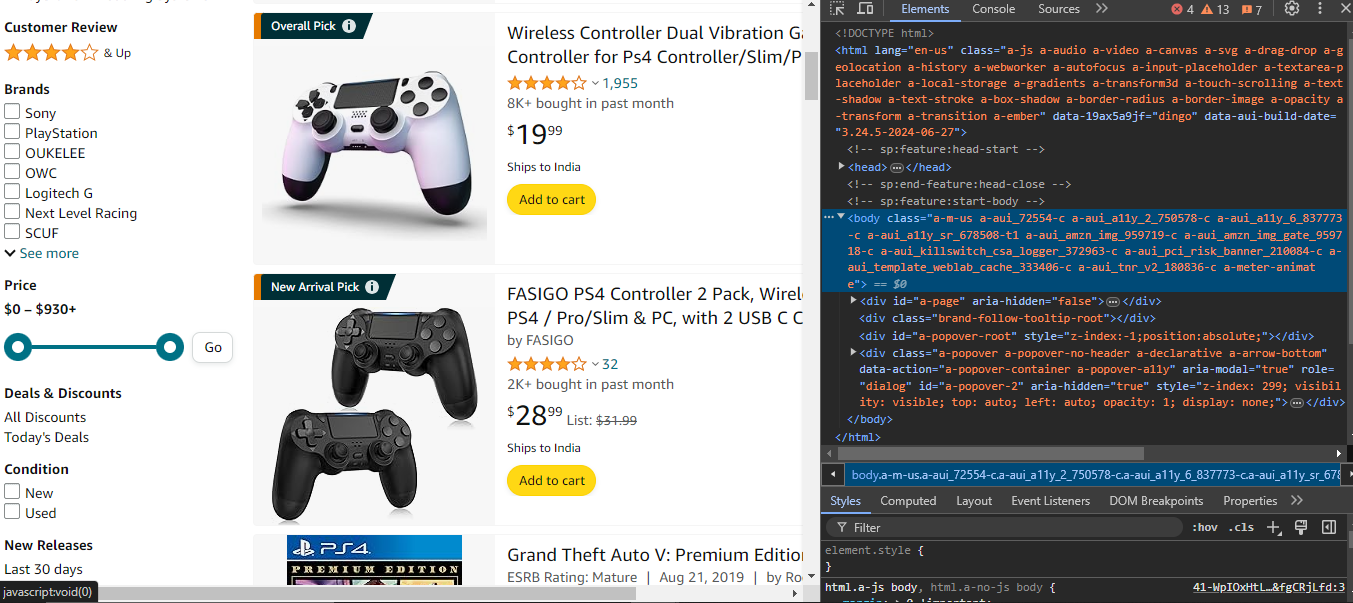 Customer Review
& Up
Brands
Sony
PlayStation
OUKELEE
OWC
Logitech G
Next Level Racing
SCUF
See more
Price
$0 – $930+
Go
Deals & Discounts
All Discounts
Today's Deals
Condition
New
Used
New Releases
Last 30 days
javascript:void(0)
Overall Pick
Wireless Controller Dual Vibration Ga
Controller for Ps4 Controller/Slim/P
1,955
8K+ bought in past month
$19.99
Ships to India
Add to cart
New Arrival Pick
FASIGO PS4 Controller 2 Pack, Wirel
PS4 / Pro/Slim & PC, with 2 USB C C
by FASIGO
32
2K+ bought in past month
$28.99 List: $31.99
Ships to India
Add to cart
PS4
PREMIUM EDITION
Grand Theft Auto V: Premium Edition
ESRB Rating: Mature | Aug 21, 2019 | by Ro
Elements Console Sources 4 13 7
<!DOCTYPE html>
<html lang="en-us" class="a-js a-audio a-video a-canvas a-svg a-drag-drop a-g
eolocation a-history a-webworker a-autofocus a-input-placeholder a-textarea-p
laceholder a-local-storage a-gradients a-transform3d a-touch-scrolling a-text
-shadow a-text-stroke a-box-shadow a-border-radius a-border-image a-opacity a
-transform a-transition a-ember" data-19ax5a9jf="dingo" data-aui-build-date=
"3.24.5-2024-06-27">
<!-- sp:feature:head-start -->
<head> … </head>
<!-- sp:end-feature:head-close -->
<!-- sp:feature:start-body -->
<body class="a-m-us a-aui_72554-c a-aui_a11y_2_750578-c a-aui_a11y_6_837773
-c a-aui_a11y_sr_678508-t1 a-aui_amzn_img_959719-c a-aui_amzn_img_gate_9597
18-c a-aui_killswitch_csa_logger_372963-c a-aui_pci_risk_banner_210084-c a-
aui_template_weblab_cache_333406-c a-aui_tnr_v2_180836-c a-meter-animat
e"> == $0
<div id="a-page" aria-hidden="false"> … </div>
<div class="brand-follow-tooltip-root"></div>
<div id="a-popover-root" style="z-index:-1;position:absolute;"></div>
<div class="a-popover a-popover-no-header a-declarative a-arrow-bottom"
data-action="a-popover-container a-popover-a11y" aria-modal="true" role=
"dialog" id="a-popover-2" aria-hidden="true" style="z-index: 299; visibil
ity: visible; top: auto; left: auto; opacity: 1; display: none;"> … </div>
</body>
</html>
body.a-m-us.a-aui_72554-c.a-aui_a11y_2_750578-c.a-aui_a11y_6_837773-c.a-aui_a11y_sr_678
Styles Computed Layout Event Listeners DOM Breakpoints Properties
Filter :hov .cls
element.style {
}
html.a-js body, html.a-no-js body { 41-WpIOxHtL…&fgCRjLfd:3